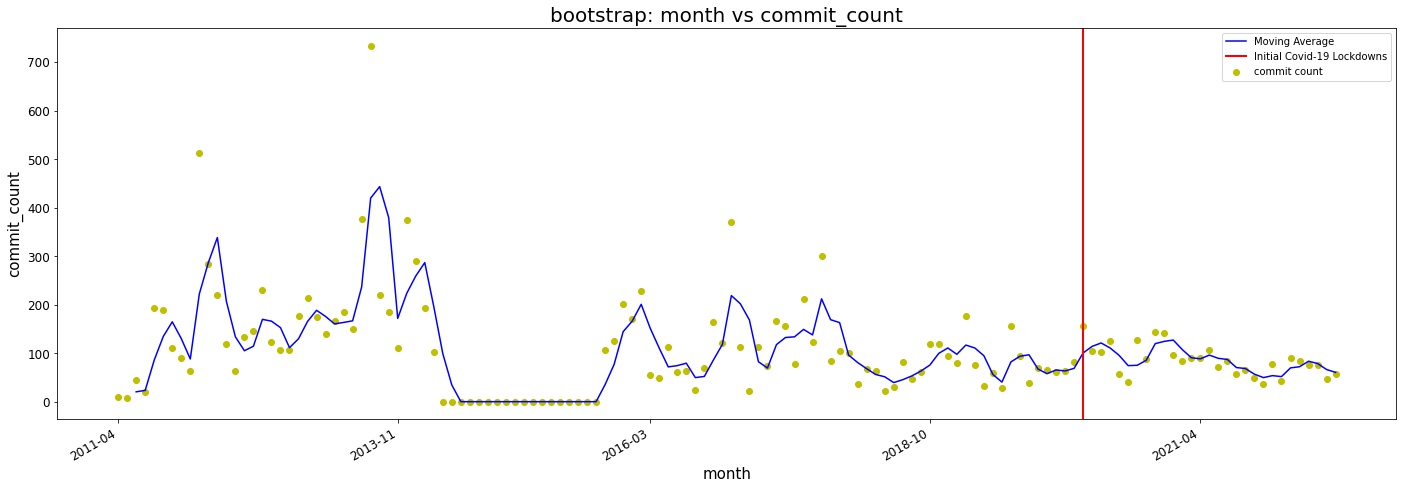 bootstrap: month vs commit_count
Moving Average
Initial Covid-19 Lockdowns
commit count
commit_count
700
600
500
400
300
200
100
0
2011-04
2013-11
2016-03
2018-10
2021-04
month